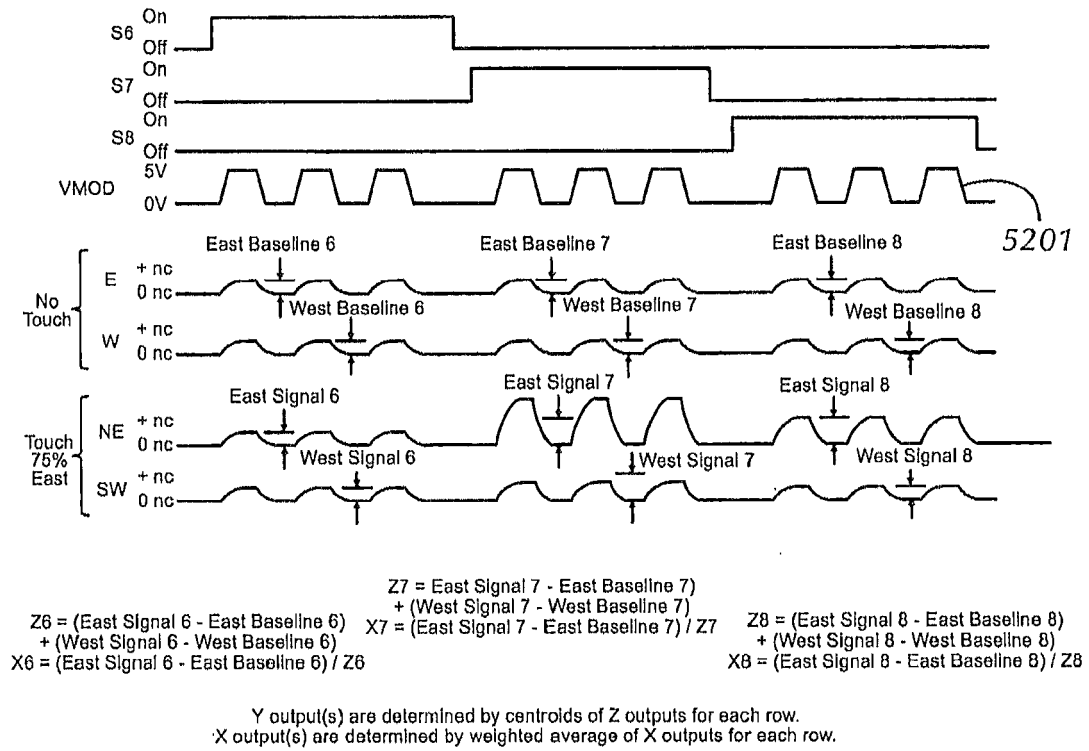 S6 On
Off
S7 On
Off
S8 On
Off
VMOD 5V
0V
5201
East Baseline 6 East Baseline 7 East Baseline 8
No Touch
E + nc
0 nc
West Baseline 6 West Baseline 7 West Baseline 8
W + nc
0 nc
East Signal 6 East Signal 7 East Signal 8
Touch 75% East
NE + nc
0 nc
West Signal 6 West Signal 7 West Signal 8
SW + nc
0 nc
Z6 = (East Signal 6 - East Baseline 6)
+ (West Signal 6 - West Baseline 6)
X6 = (East Signal 6 - East Baseline 6) / Z6
Z7 = East Signal 7 - East Baseline 7)
+ (West Signal 7 - West Baseline 7)
X7 = (East Signal 7 - East Baseline 7) / Z7
Z8 = (East Signal 8 - East Baseline 8)
+ (West Signal 8 - West Baseline 8)
X8 = (East Signal 8 - East Baseline 8) / Z8
Y output(s) are determined by centroids of Z outputs for each row.
X output(s) are determined by weighted average of X outputs for each row.